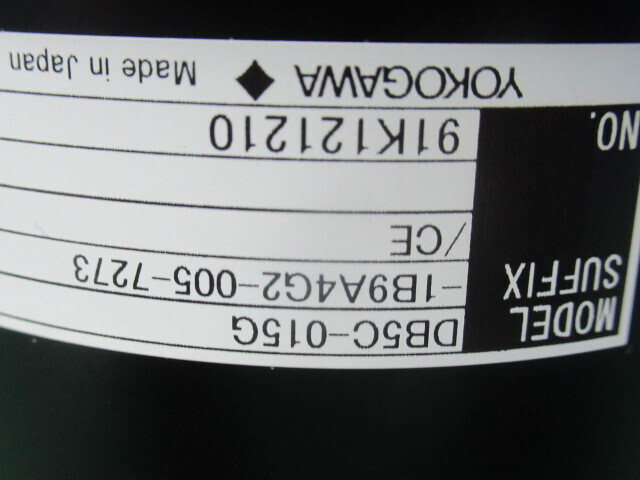 MODEL DB5C-015G
SUFFIX -1B9A4G2-005-7273
/CE
NO. 91K121210
YOKOGAWA ◆ Made in Japan